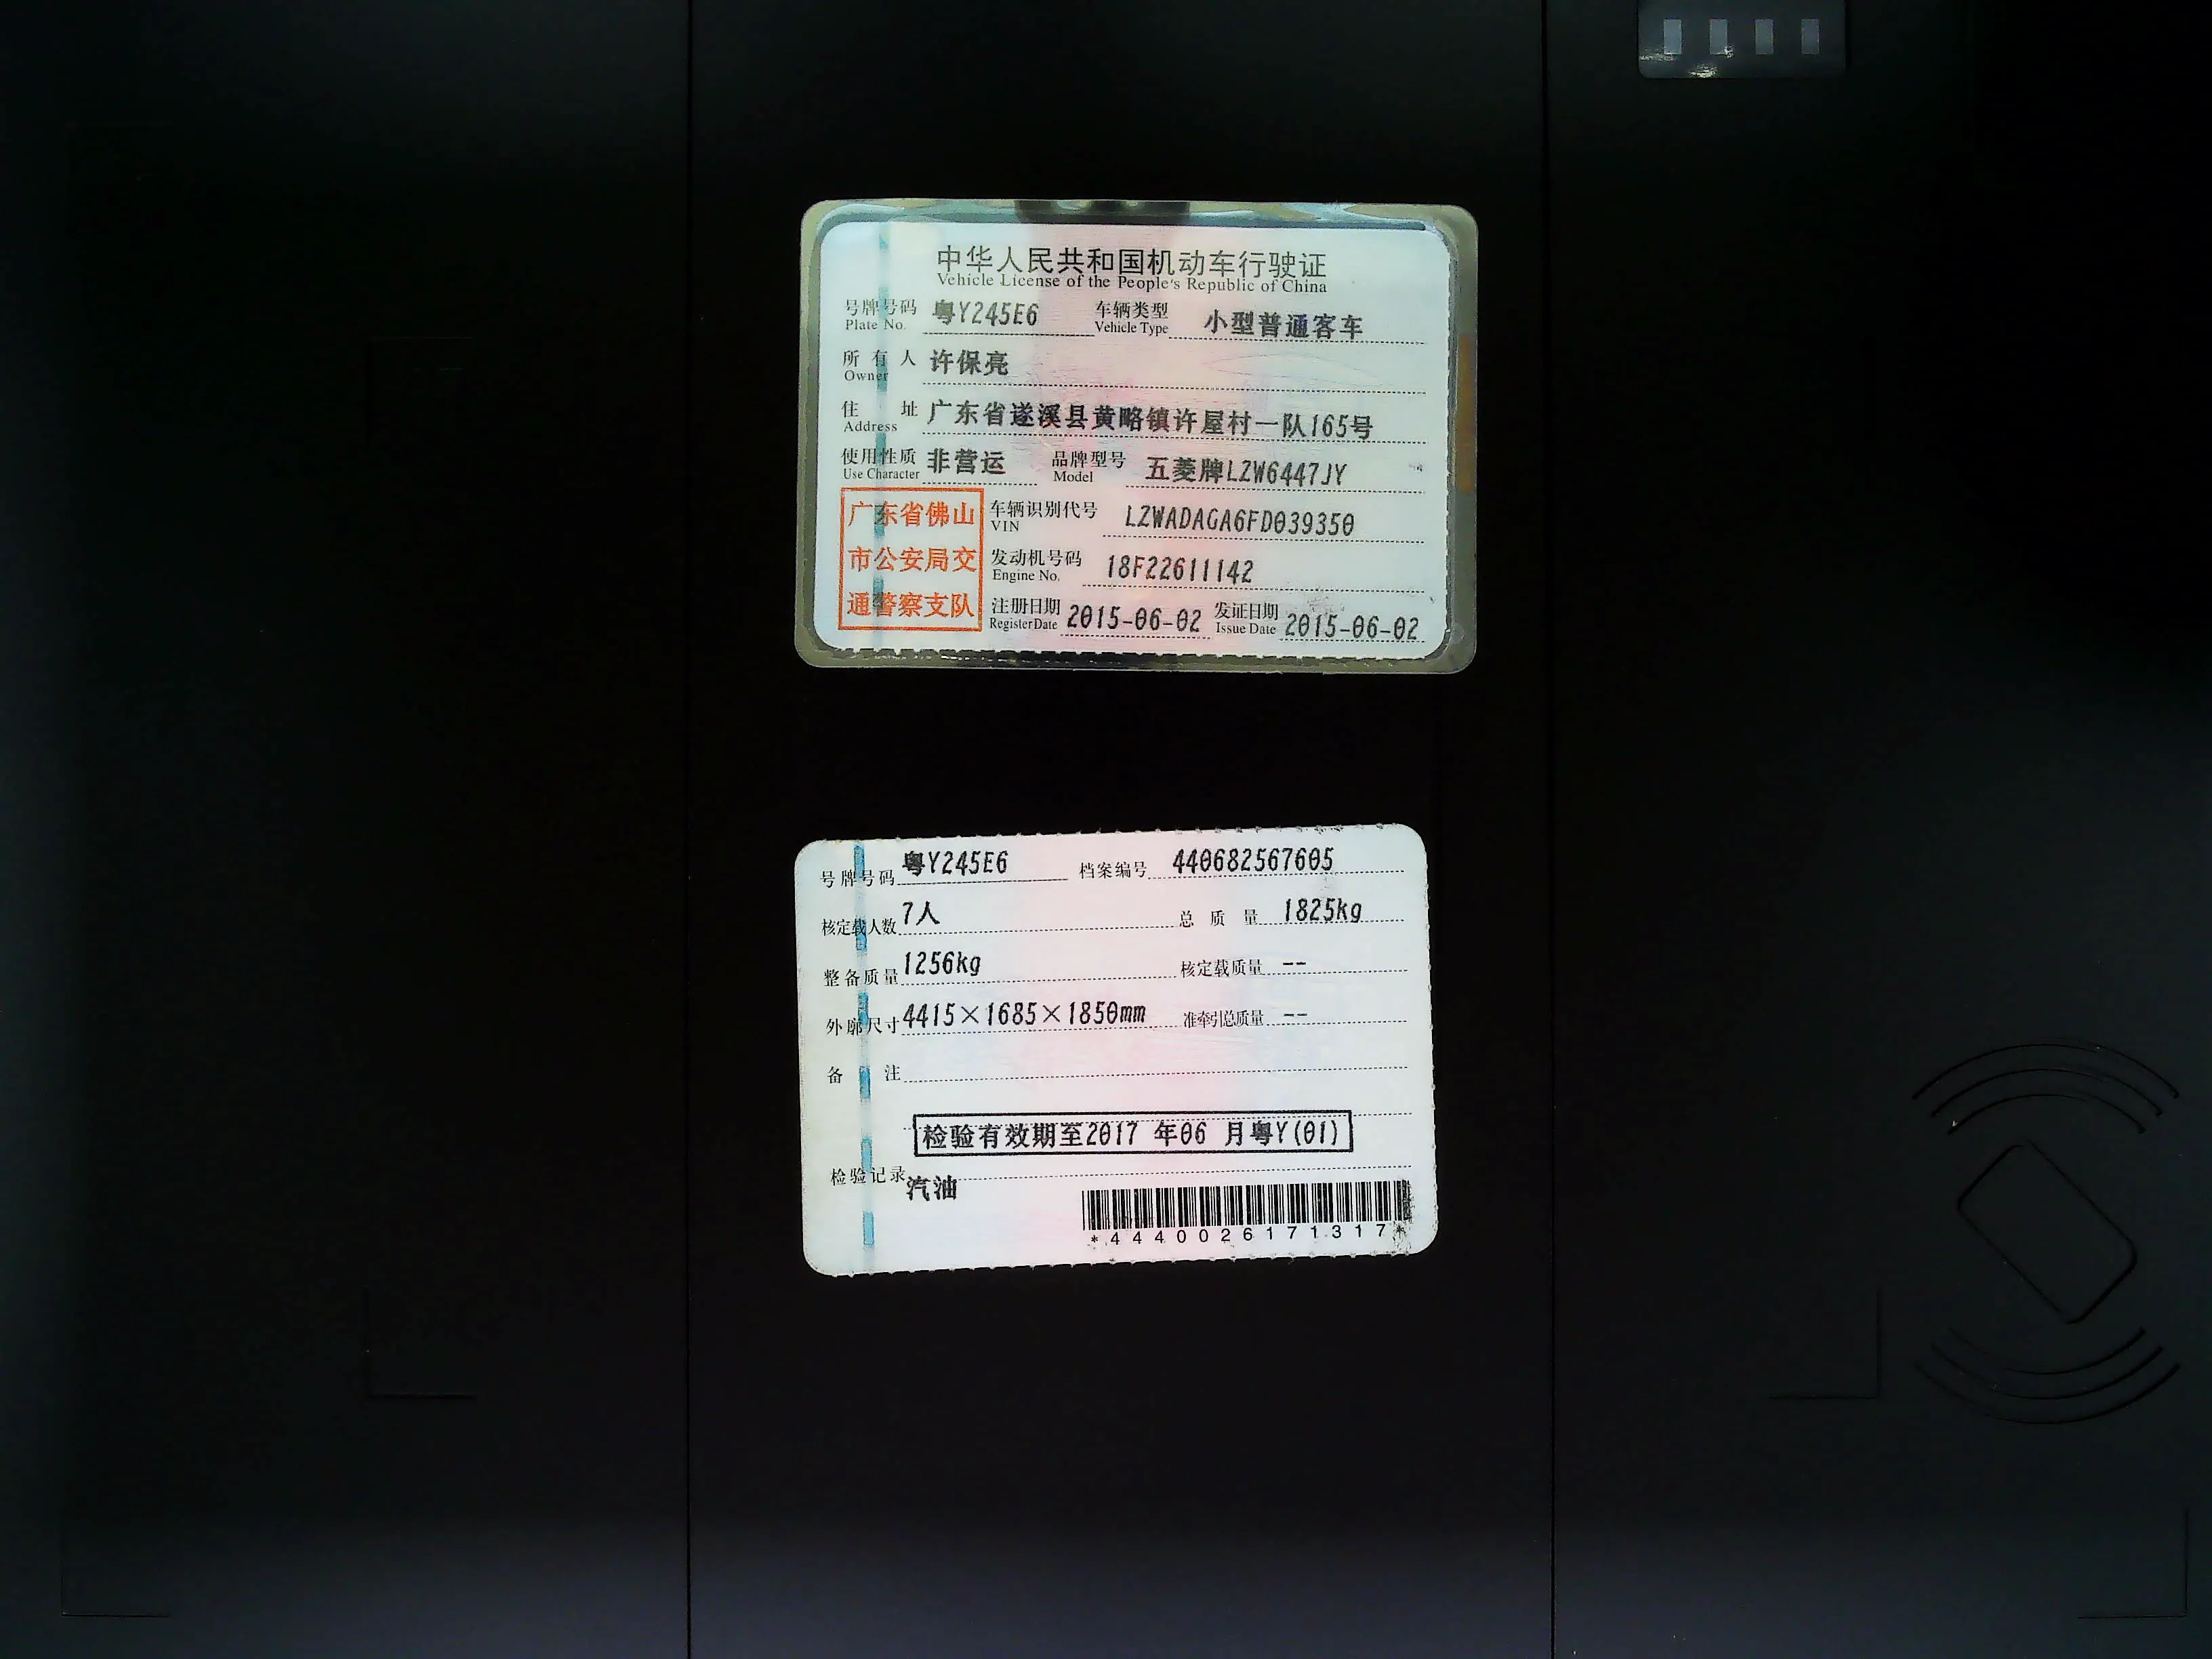 中华人民共和国机动车行驶证
Vehicle License of the People's Republic of China
号牌号码 粤Y245E6 车辆类型 小型普通客车
Plate No. Vehicle Type
所有人 许保亮
Owner
住址 广东省遂溪县黄略镇许屋村一队165号
Address
使用性质 非营运 品牌型号 五菱牌LZW6447JY
Use Character Model
广东省佛山
市公安局交
通警察支队
车辆识别代号 LZWADAGA6FD039350
VIN
发动机号码 18F22611142
Engine No.
注册日期 2015-06-02 发证日期 2015-06-02
Register Date Issue Date
号牌号码 粤Y245E6 档案编号 440682567605
核定载人数 7人 总质量 1825kg
整备质量 1256kg 核定载质量 --
外廓尺寸 4415×1685×1850mm 准牵引总质量 --
备注
检验有效期至2017 年06 月粤Y(01)
检验记录
汽油
*4440026171317*